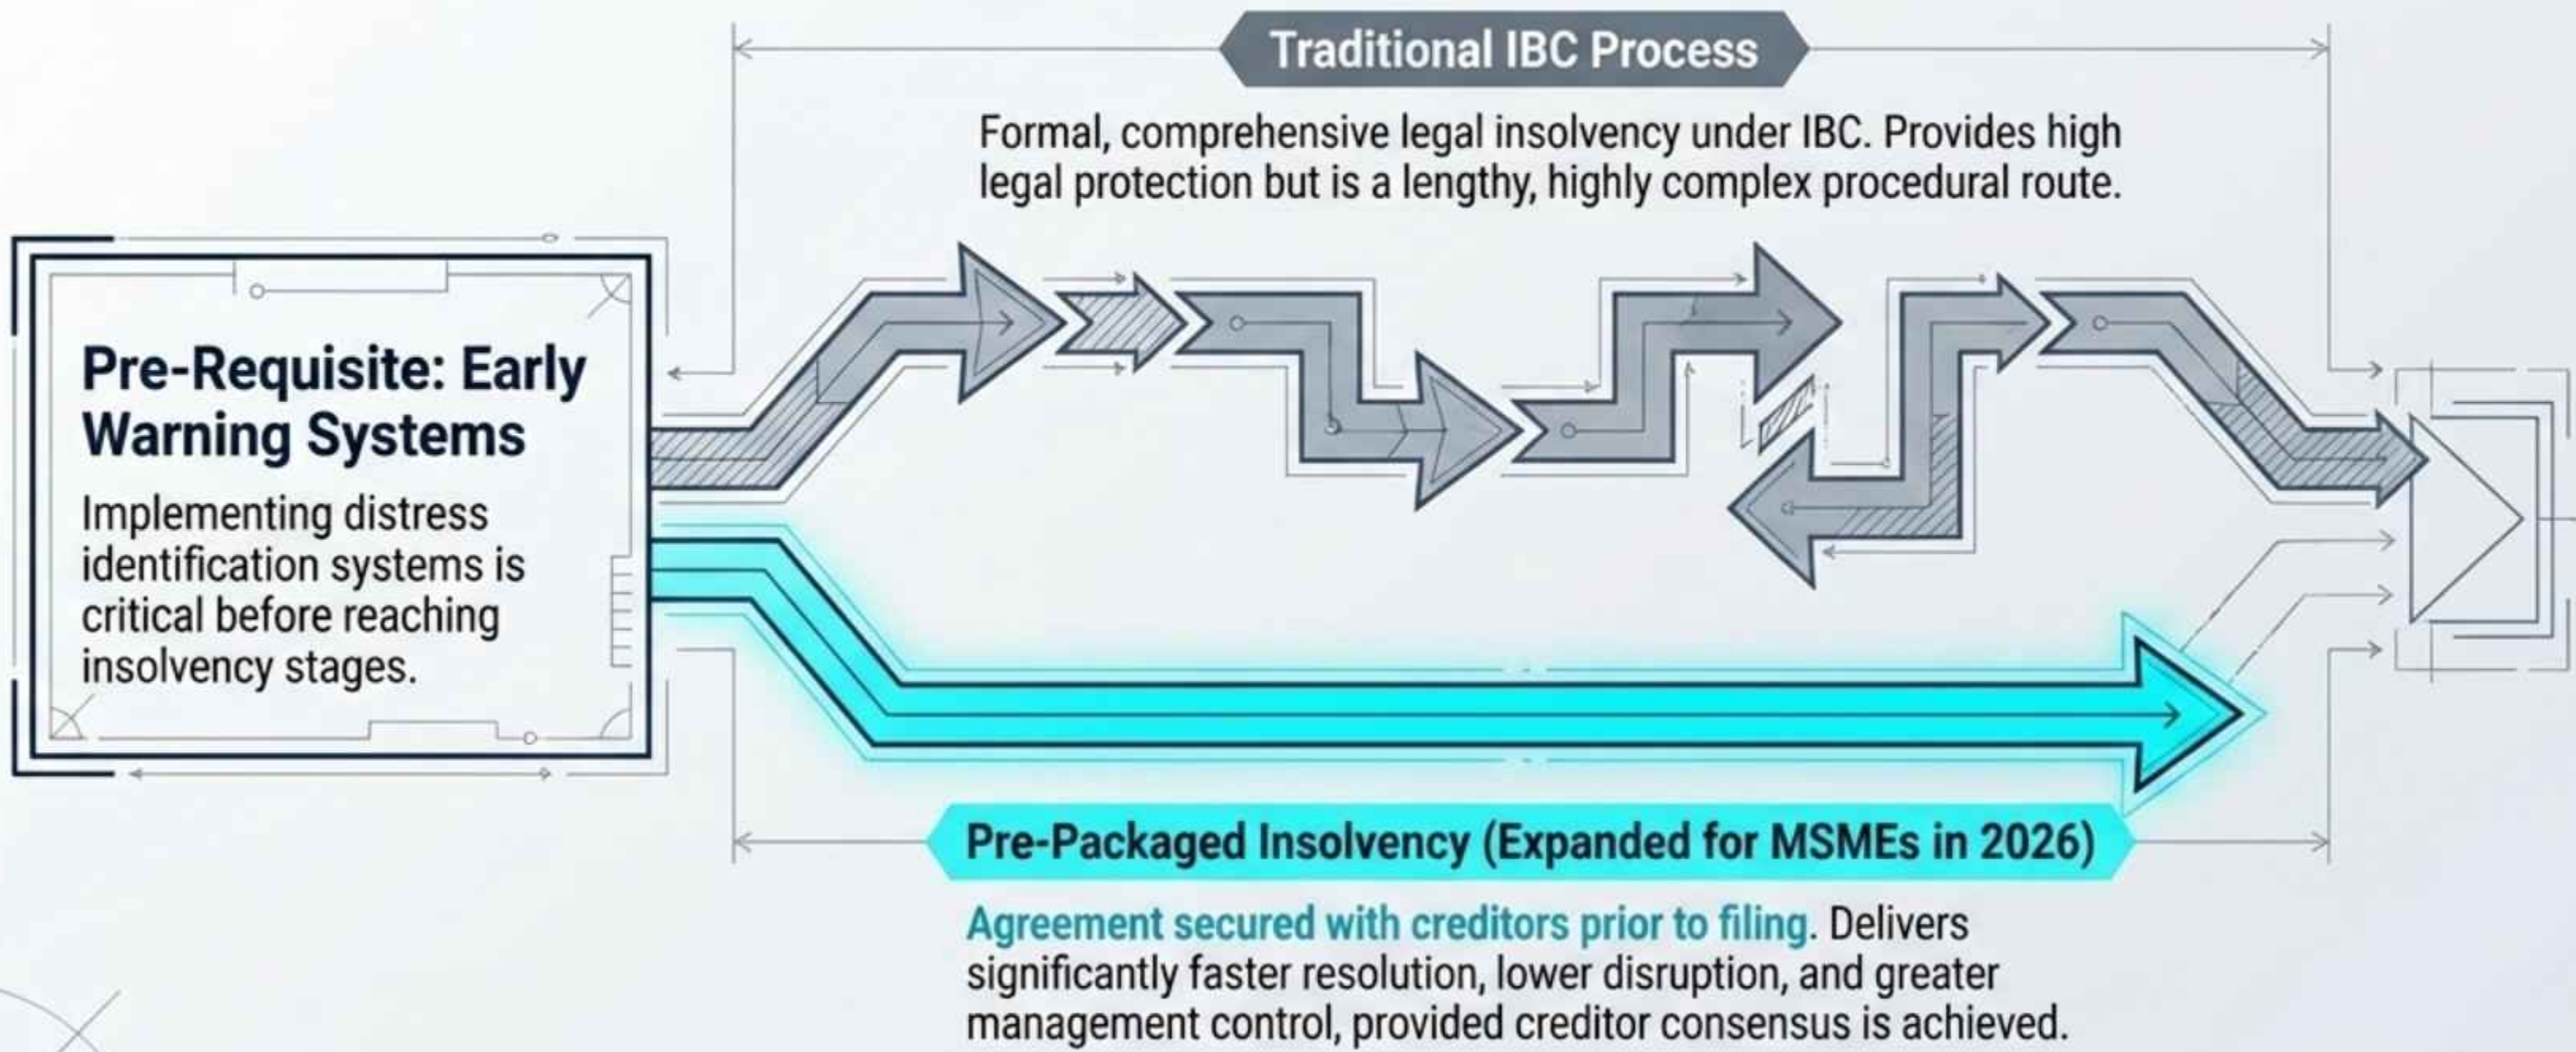 Traditional IBC Process
Formal, comprehensive legal insolvency under IBC. Provides high
legal protection but is a lengthy, highly complex procedural route.
Pre-Requisite: Early
Warning Systems
Implementing distress
identification systems is
critical before reaching
insolvency stages.
Pre-Packaged Insolvency (Expanded for MSMEs in 2026)
Agreement secured with creditors prior to filing. Delivers
significantly faster resolution, lower disruption, and greater
management control, provided creditor consensus is achieved.